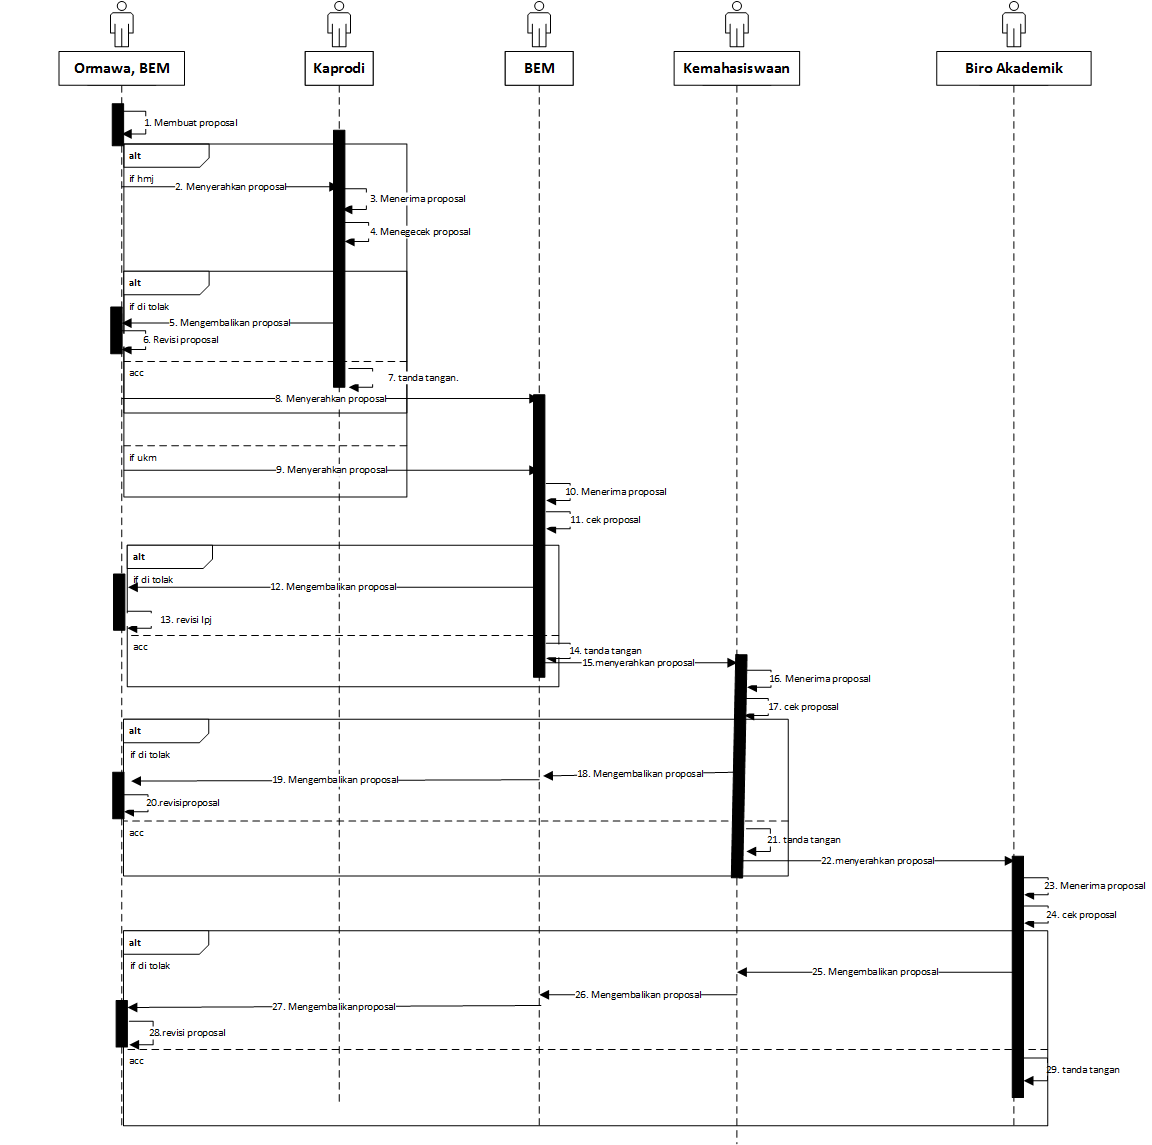 Ormawa, BEM
Kaprodi
BEM
Kemahasiswaan
Biro Akademik
1. Membuat proposal
alt
if hmj
2. Menyerahkan proposal
3. Menerima proposal
4. Menegecek proposal
alt
if di tolak
5. Mengembalikan proposal
6. Revisi proposal
acc
7. tanda tangan.
8. Menyerahkan proposal
if ukm
9. Menyerahkan proposal
10. Menerima proposal
11. cek proposal
alt
if di tolak
12. Mengembalikan proposal
13. revisi lpj
acc
14. tanda tangan
15.menyerahkan proposal
16. Menerima proposal
17. cek proposal
alt
if di tolak
18. Mengembalikan proposal
19. Mengembalikan proposal
20.revisiproposal
acc
21. tanda tangan
22.menyerahkan proposal
23. Menerima proposal
24. cek proposal
alt
if di tolak
25. Mengembalikan proposal
26. Mengembalikan proposal
27. Mengembalikanproposal
28.revisi proposal
acc
29. tanda tangan